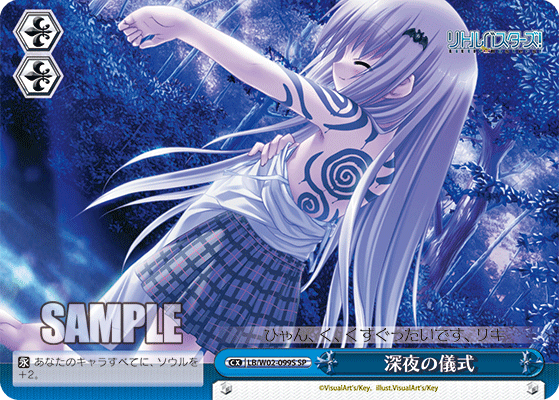 リトルバスターズ!
SAMPLE
ひゃん、く、くすぐったいです、リキ
CX LB/W02-099S SP 深夜の儀式
永 あなたのキャラすべてに、ソウルを
+2。
©VisualArt's/Key, illust.VisualArt's/Key